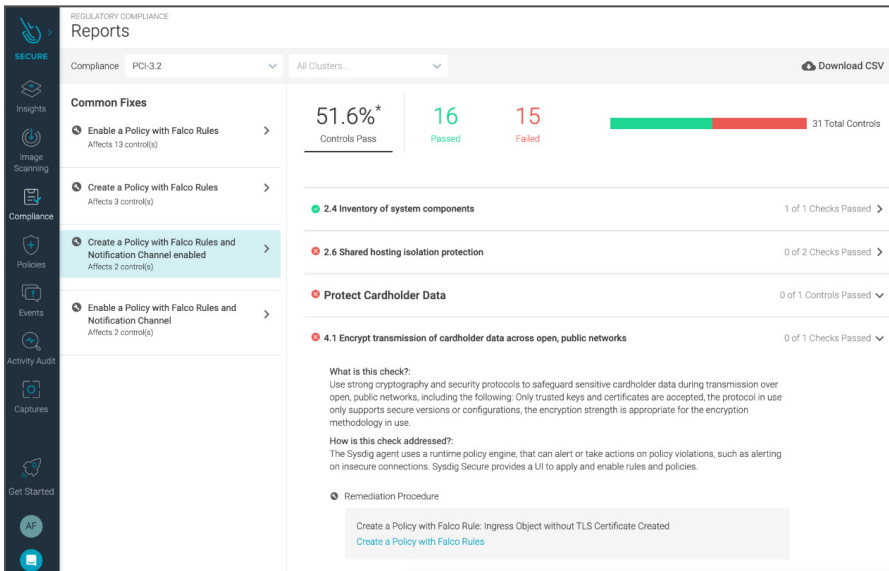 REGULATORY COMPLIANCE
Reports
SECURE
Insights
Image
Scanning
Compliance
Policies
Events
Activity Audit
Captures
Get Started
AF
Compliance PCI-3.2
All Clusters...
Download CSV
Common Fixes
Enable a Policy with Falco Rules
Affects 13 control(s)
Create a Policy with Falco Rules
Affects 3 control(s)
Create a Policy with Falco Rules and
Notification Channel enabled
Affects 2 control(s)
Enable a Policy with Falco Rules and
Notification Channel
Affects 2 control(s)
51.6%*
Controls Pass
16
Passed
15
Failed
31 Total Controls
2.4 Inventory of system components 1 of 1 Checks Passed
2.6 Shared hosting isolation protection 0 of 2 Checks Passed
Protect Cardholder Data 0 of 1 Controls Passed
4.1 Encrypt transmission of cardholder data across open, public networks 0 of 1 Checks Passed
What is this check?:
Use strong cryptography and security protocols to safeguard sensitive cardholder data during transmission over
open, public networks, including the following: Only trusted keys and certificates are accepted, the protocol in use
only supports secure versions or configurations, the encryption strength is appropriate for the encryption
methodology in use.
How is this check addressed?:
The Sysdig agent uses a runtime policy engine, that can alert or take actions on policy violations, such as alerting
on insecure connections. Sysdig Secure provides a UI to apply and enable rules and policies.
Remediation Procedure
Create a Policy with Falco Rule: Ingress Object without TLS Certificate Created
Create a Policy with Falco Rules